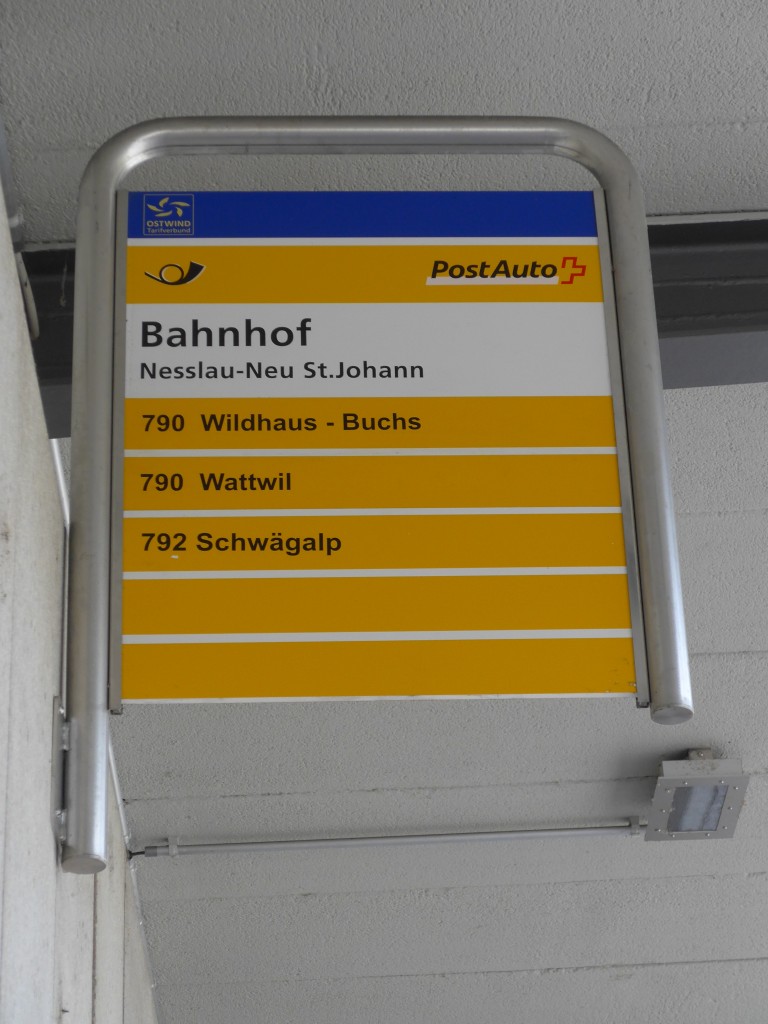 OSTWIND
Tarifverbund
PostAuto
Bahnhof
Nesslau-Neu St.Johann
790 Wildhaus - Buchs
790 Wattwil
792 Schwägalp